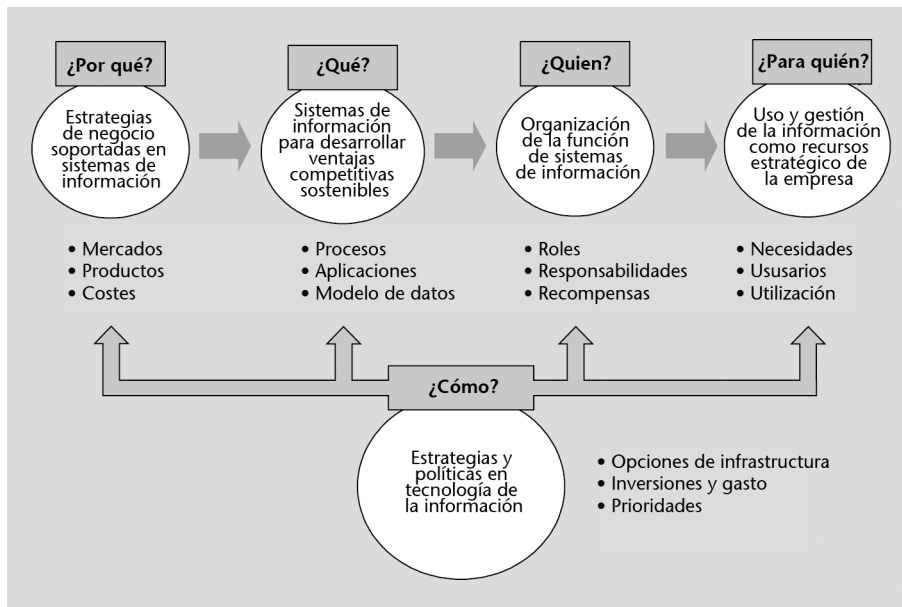 ¿Por qué?
Estrategias
de negocio
soportadas en
sistemas de
información
• Mercados
• Productos
• Costes
¿Qué?
Sistemas de
información
para desarrollar
ventajas
competitivas
sostenibles
• Procesos
• Aplicaciones
• Modelo de datos
¿Quien?
Organización
de la función
de sistemas
de información
• Roles
• Responsabilidades
• Recompensas
¿Para quién?
Uso y gestión
de la información
como recursos
estratégico de
la empresa
• Necesidades
• Ususarios
• Utilización
¿Cómo?
Estrategias y
políticas en
tecnología de
la información
• Opciones de infrastructura
• Inversiones y gasto
• Prioridades